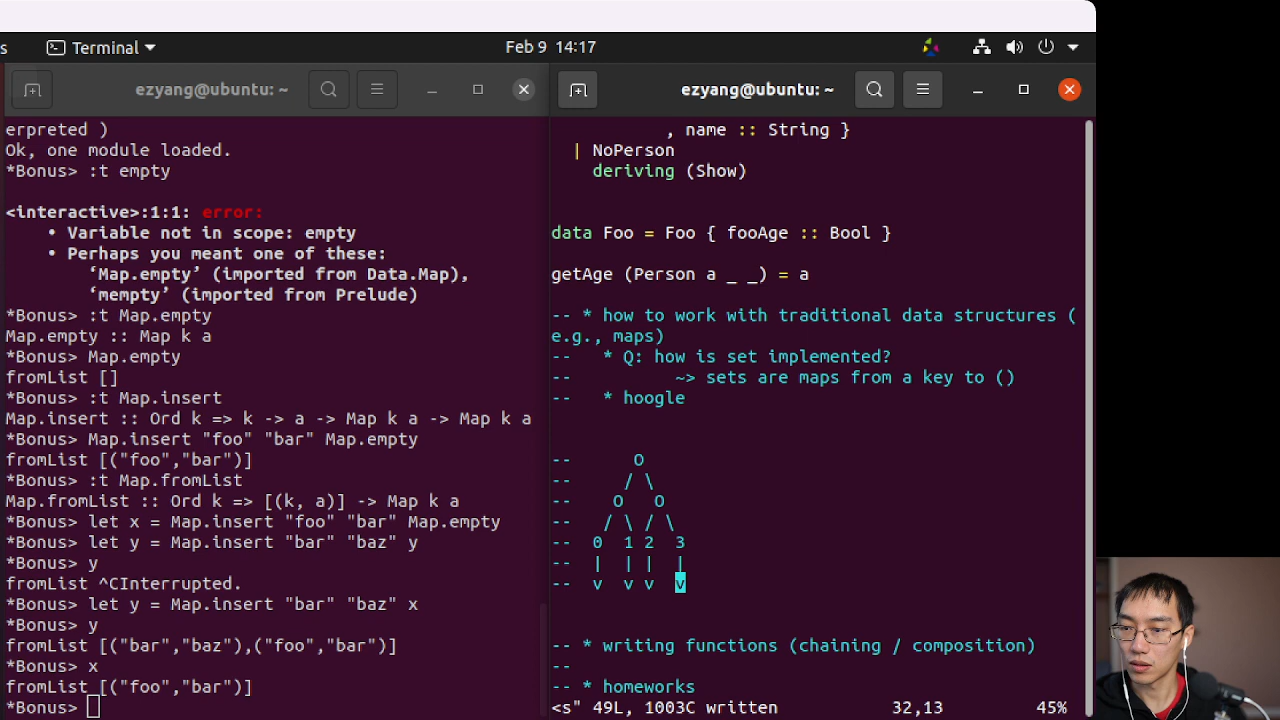 s Terminal Feb 9 14:17
ezyang@ubuntu: ~
erpreted )
Ok, one module loaded.
*Bonus> :t empty
<interactive>:1:1: error:
• Variable not in scope: empty
• Perhaps you meant one of these:
‘Map.empty’ (imported from Data.Map),
‘mempty’ (imported from Prelude)
*Bonus> :t Map.empty
Map.empty :: Map k a
*Bonus> Map.empty
fromList []
*Bonus> :t Map.insert
Map.insert :: Ord k => k -> a -> Map k a -> Map k a
*Bonus> Map.insert "foo" "bar" Map.empty
fromList [("foo","bar")]
*Bonus> :t Map.fromList
Map.fromList :: Ord k => [(k, a)] -> Map k a
*Bonus> let x = Map.insert "foo" "bar" Map.empty
*Bonus> let y = Map.insert "bar" "baz" y
*Bonus> y
fromList ^CInterrupted.
*Bonus> let y = Map.insert "bar" "baz" x
*Bonus> y
fromList [("bar","baz"),("foo","bar")]
*Bonus> x
fromList [("foo","bar")]
*Bonus>
ezyang@ubuntu: ~
, name :: String }
| NoPerson
deriving (Show)
data Foo = Foo { fooAge :: Bool }
getAge (Person a _ _) = a
-- * how to work with traditional data structures (
e.g., maps)
--   * Q: how is set implemented?
--          ~> sets are maps from a key to ()
--   * hoogle
--      O
--     / \
--    O   O
--   / \ / \
--  0  1 2  3
--  |  | |  |
--  v  v v  v
-- * writing functions (chaining / composition)
--
-- * homeworks
<s" 49L, 1003C written 32,13 45%